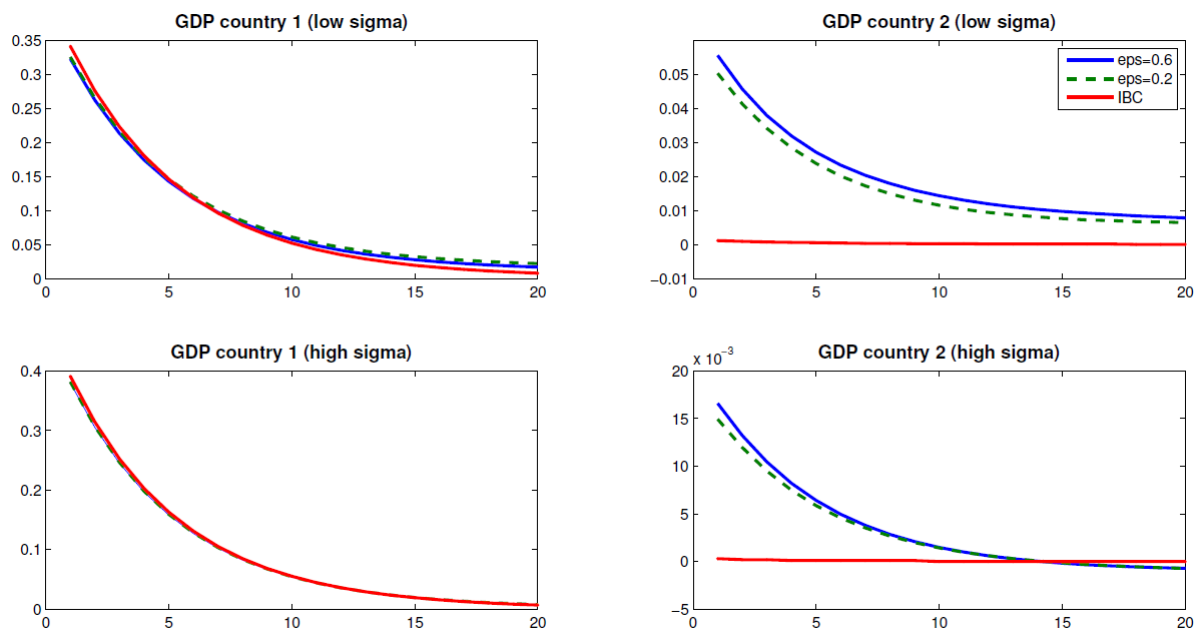 GDP country 1 (low sigma)
0.35
0.3
0.25
0.2
0.15
0.1
0.05
0
0 5 10 15 20
GDP country 2 (low sigma)
eps=0.6
eps=0.2
IBC
0.05
0.04
0.03
0.02
0.01
0
−0.01
0 5 10 15 20
GDP country 1 (high sigma)
0.4
0.3
0.2
0.1
0
0 5 10 15 20
GDP country 2 (high sigma)
x 10⁻³
20
15
10
5
0
−5
0 5 10 15 20